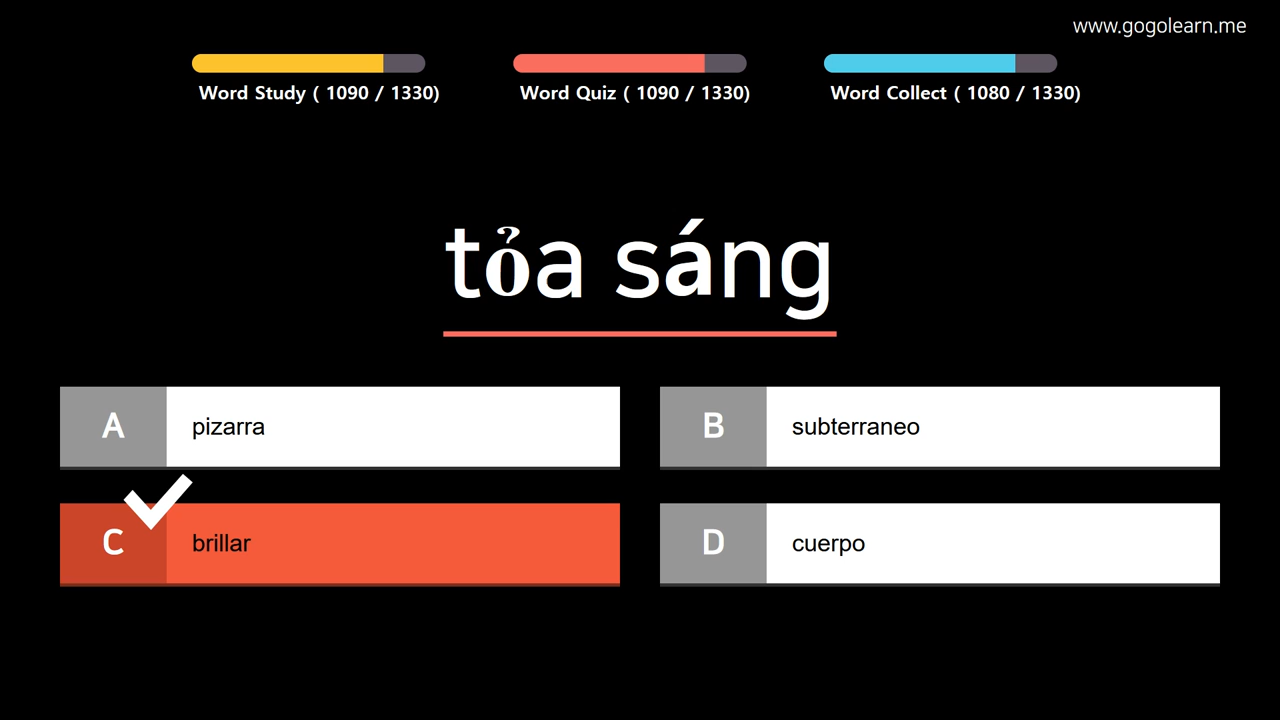 www.gogolearn.me
Word Study ( 1090 / 1330)
Word Quiz ( 1090 / 1330)
Word Collect ( 1080 / 1330)
tỏa sáng
A pizarra
B subterraneo
C brillar
D cuerpo